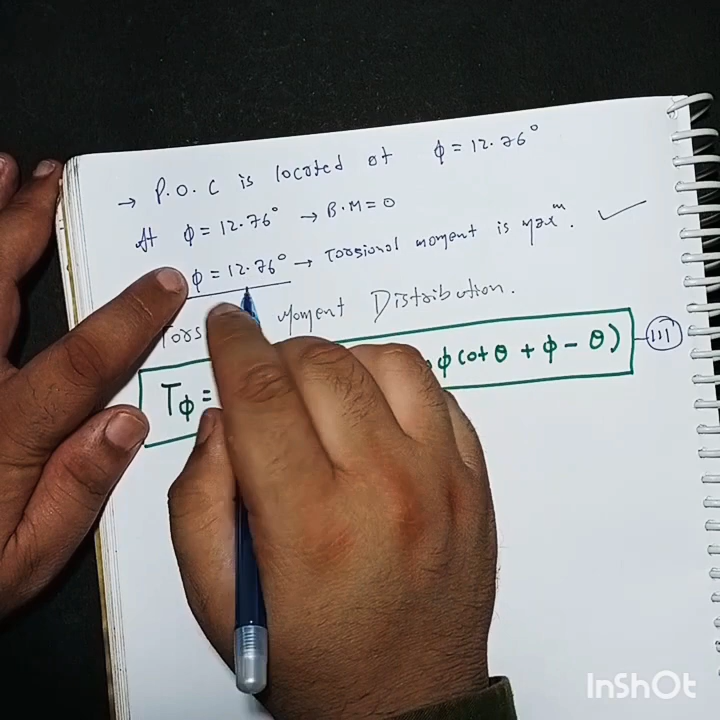 → P.O.C is located at ϕ = 12.76°
At ϕ = 12.76° → B.M = 0
ϕ = 12.76° → Torsional moment is maxᵐ. ✓
Moment Distribution.
Tϕ = ϕ cot θ + ϕ - θ) III
InShOt